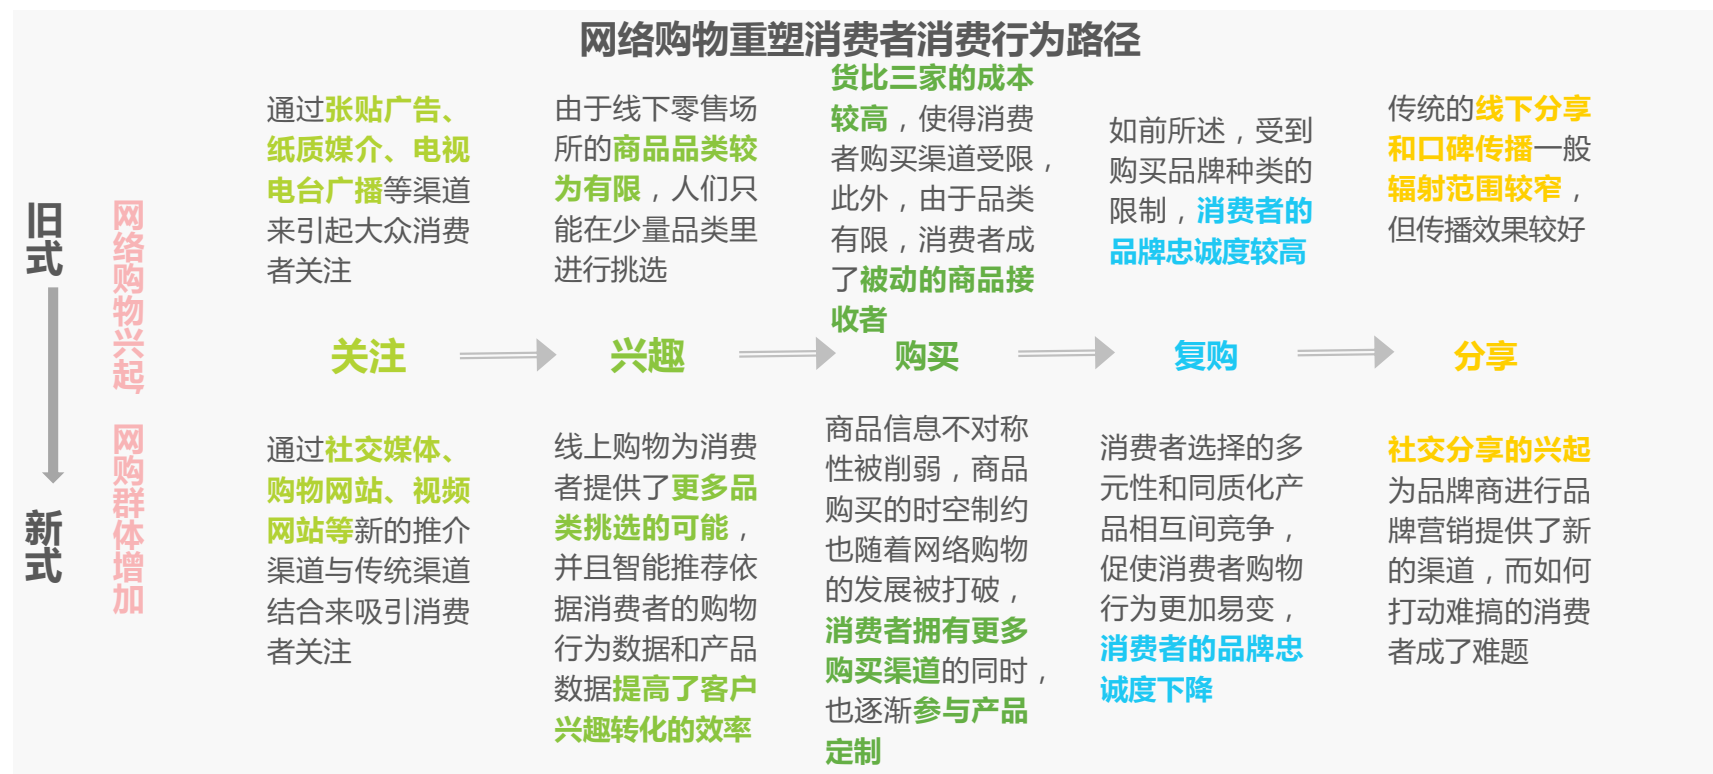 网络购物重塑消费者消费行为路径
旧式
新式
网络购物兴起，网购群体增加
通过张贴广告、
纸质媒介、电视
电台广播等渠道
来引起大众消费
者关注
由于线下零售场
所的商品品类较
为有限，人们只
能在少量品类里
进行挑选
货比三家的成本
较高，使得消费
者购买渠道受限，
此外，由于品类
有限，消费者成
了被动的商品接
收者
如前所述，受到
购买品牌种类的
限制，消费者的
品牌忠诚度较高
传统的线下分享
和口碑传播一般
辐射范围较窄，
但传播效果较好
关注
兴趣
购买
复购
分享
通过社交媒体、
购物网站、视频
网站等新的推介
渠道与传统渠道
结合来吸引消费
者关注
线上购物为消费
者提供了更多品
类挑选的可能，
并且智能推荐依
据消费者的购物
行为数据和产品
数据提高了客户
兴趣转化的效率
商品信息不对称
性被削弱，商品
购买的时空制约
也随着网络购物
的发展被打破，
消费者拥有更多
购买渠道的同时，
也逐渐参与产品
定制
消费者选择的多
元性和同质化产
品相互间竞争，
促使消费者购物
行为更加易变，
消费者的品牌忠
诚度下降
社交分享的兴起
为品牌商进行品
牌营销提供了新
的渠道，而如何
打动难搞的消费
者成了难题